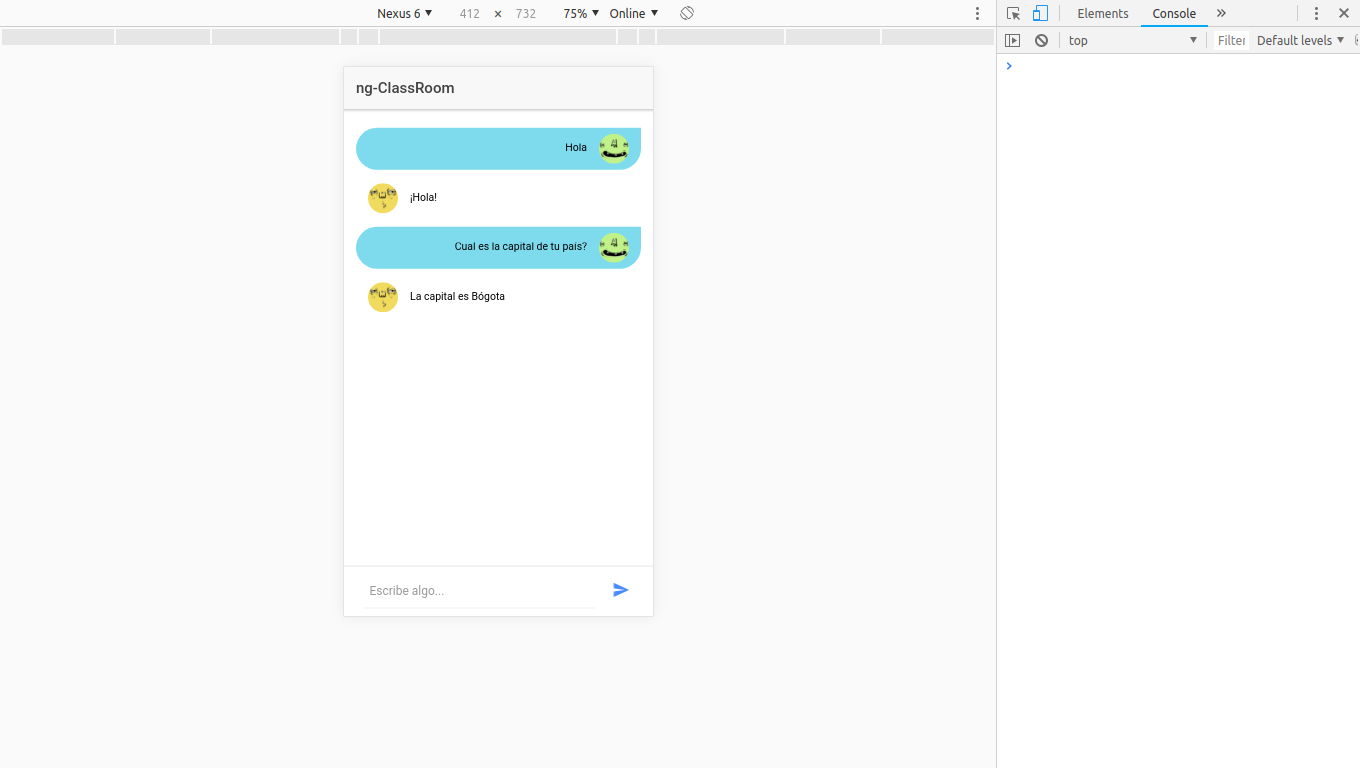 Nexus 6 412 × 732 75% Online
Elements Console
top Filter Default levels
ng-ClassRoom
Hola
¡Hola!
Cual es la capital de tu pais?
La capital es Bógota
Escribe algo...